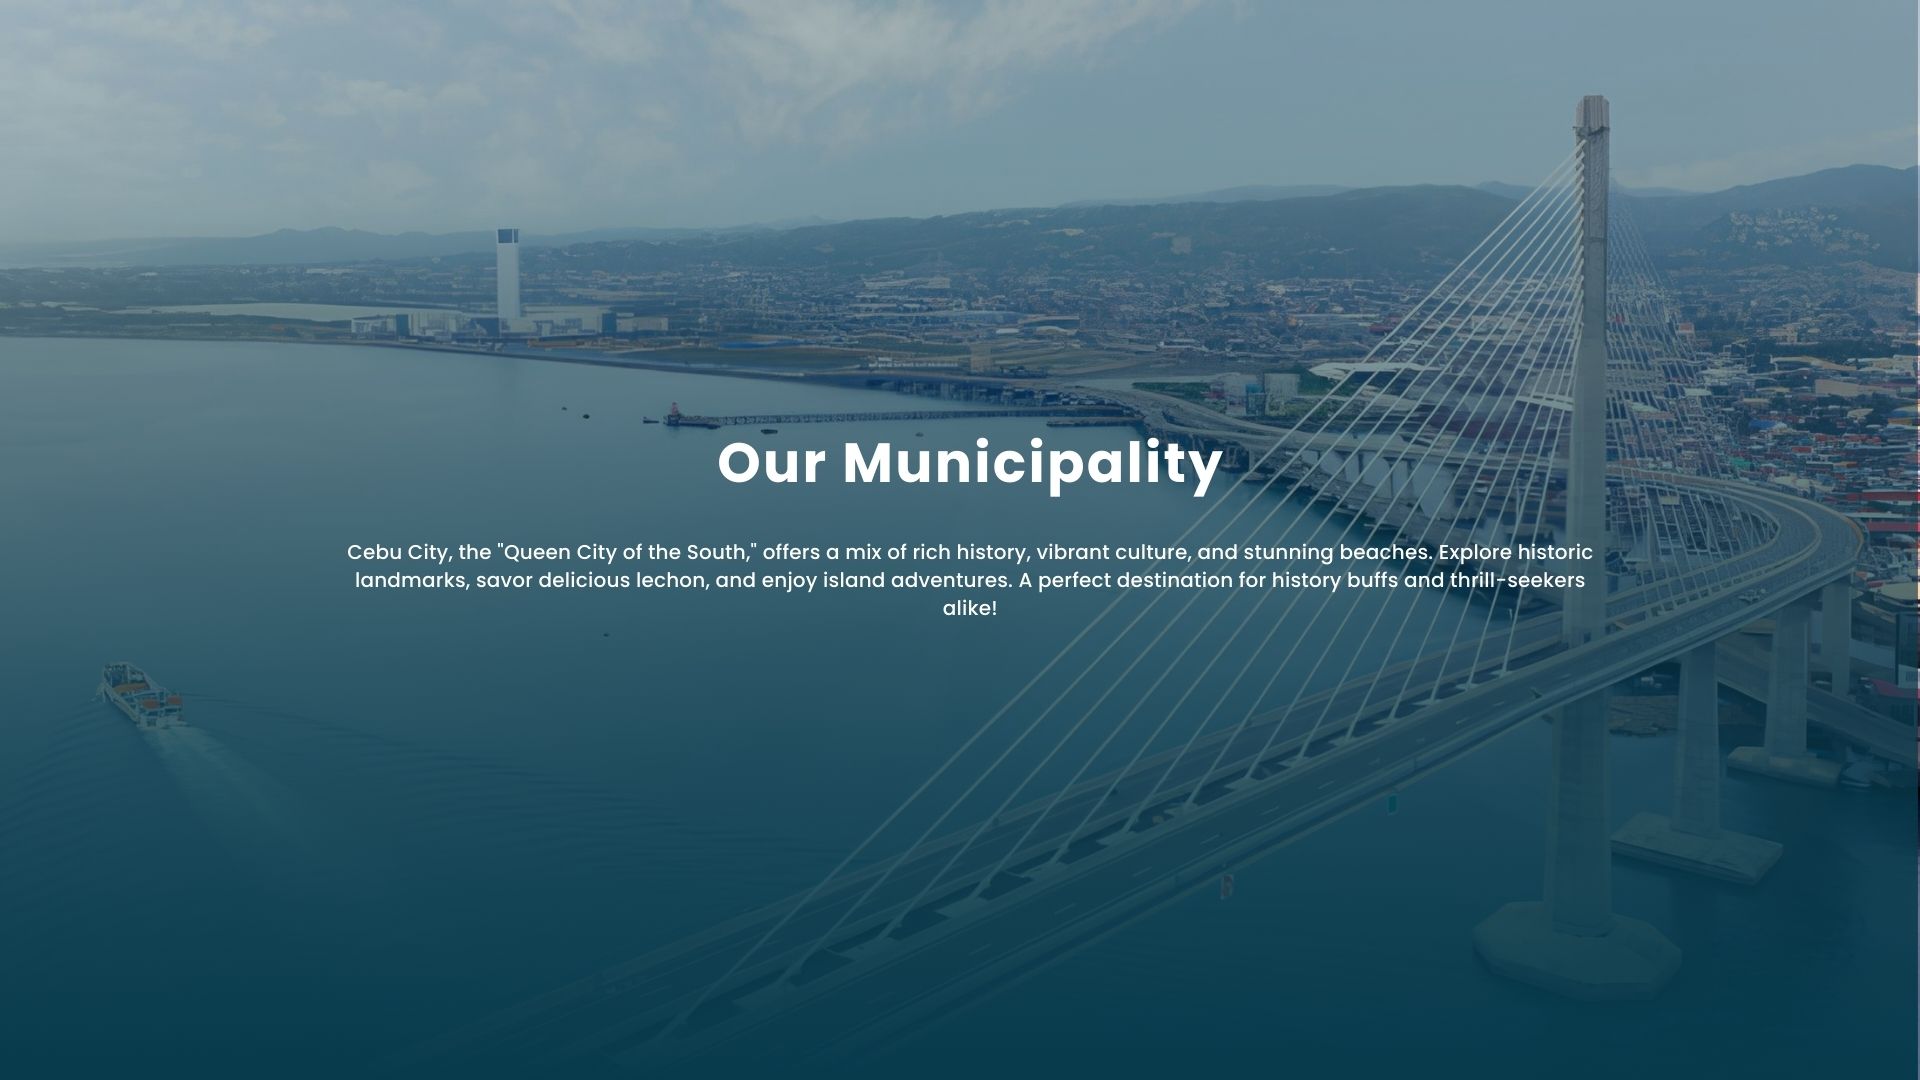 Our Municipality
Cebu City, the "Queen City of the South," offers a mix of rich history, vibrant culture, and stunning beaches. Explore historic
landmarks, savor delicious lechon, and enjoy island adventures. A perfect destination for history buffs and thrill-seekers
alike!